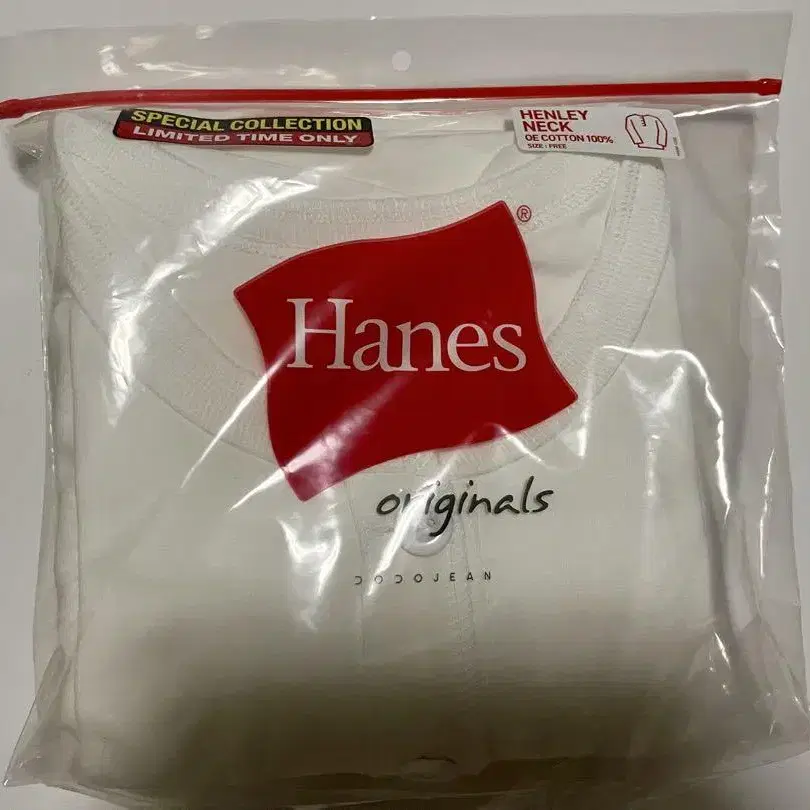 SPECIAL COLLECTION
LIMITED TIME ONLY
HENLEY
NECK
OE COTTON 100%
SIZE : FREE
Hanes®
originals
DODOJEAN